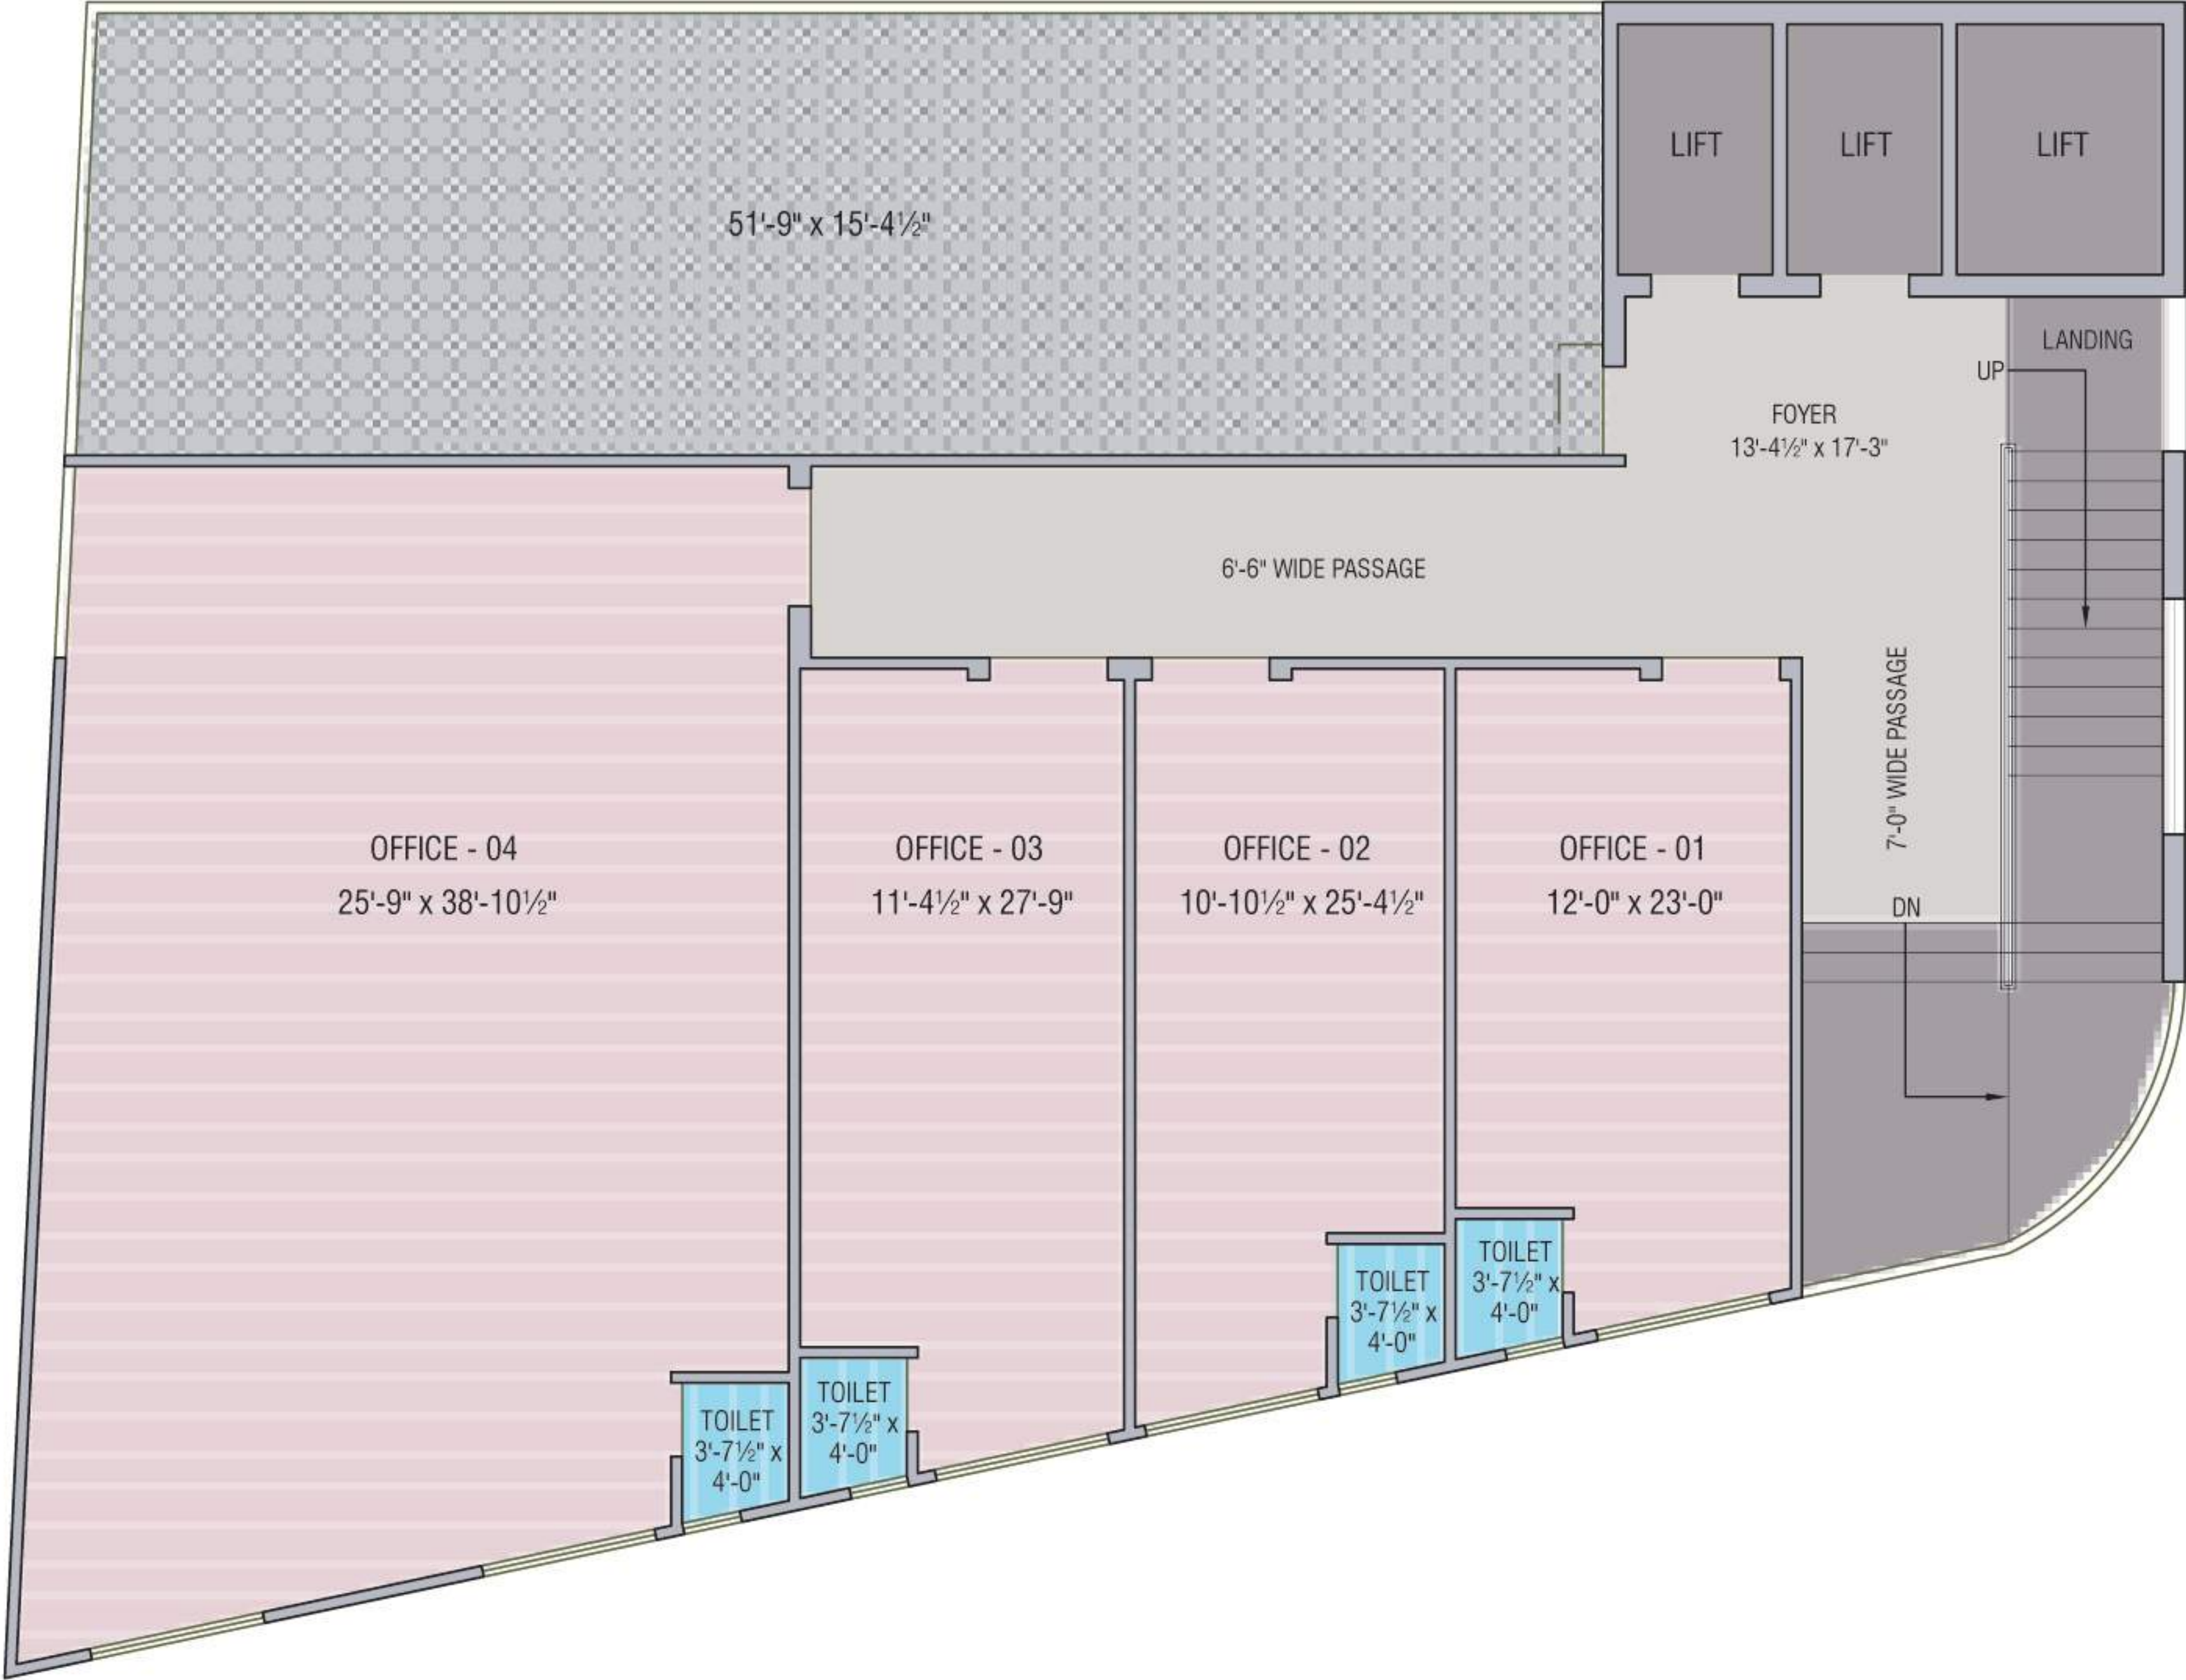 LIFT
LIFT
LIFT
51'-9" x 15'-4½"
LANDING
UP
FOYER
13'-4½" x 17'-3"
6'-6" WIDE PASSAGE
7'-0" WIDE PASSAGE
OFFICE - 04
25'-9" x 38'-10½"
OFFICE - 03
11'-4½" x 27'-9"
OFFICE - 02
10'-10½" x 25'-4½"
OFFICE - 01
12'-0" x 23'-0"
DN
TOILET
3'-7½" x
4'-0"
TOILET
3'-7½" x
4'-0"
TOILET
3'-7½" x
4'-0"
TOILET
3'-7½" x
4'-0"